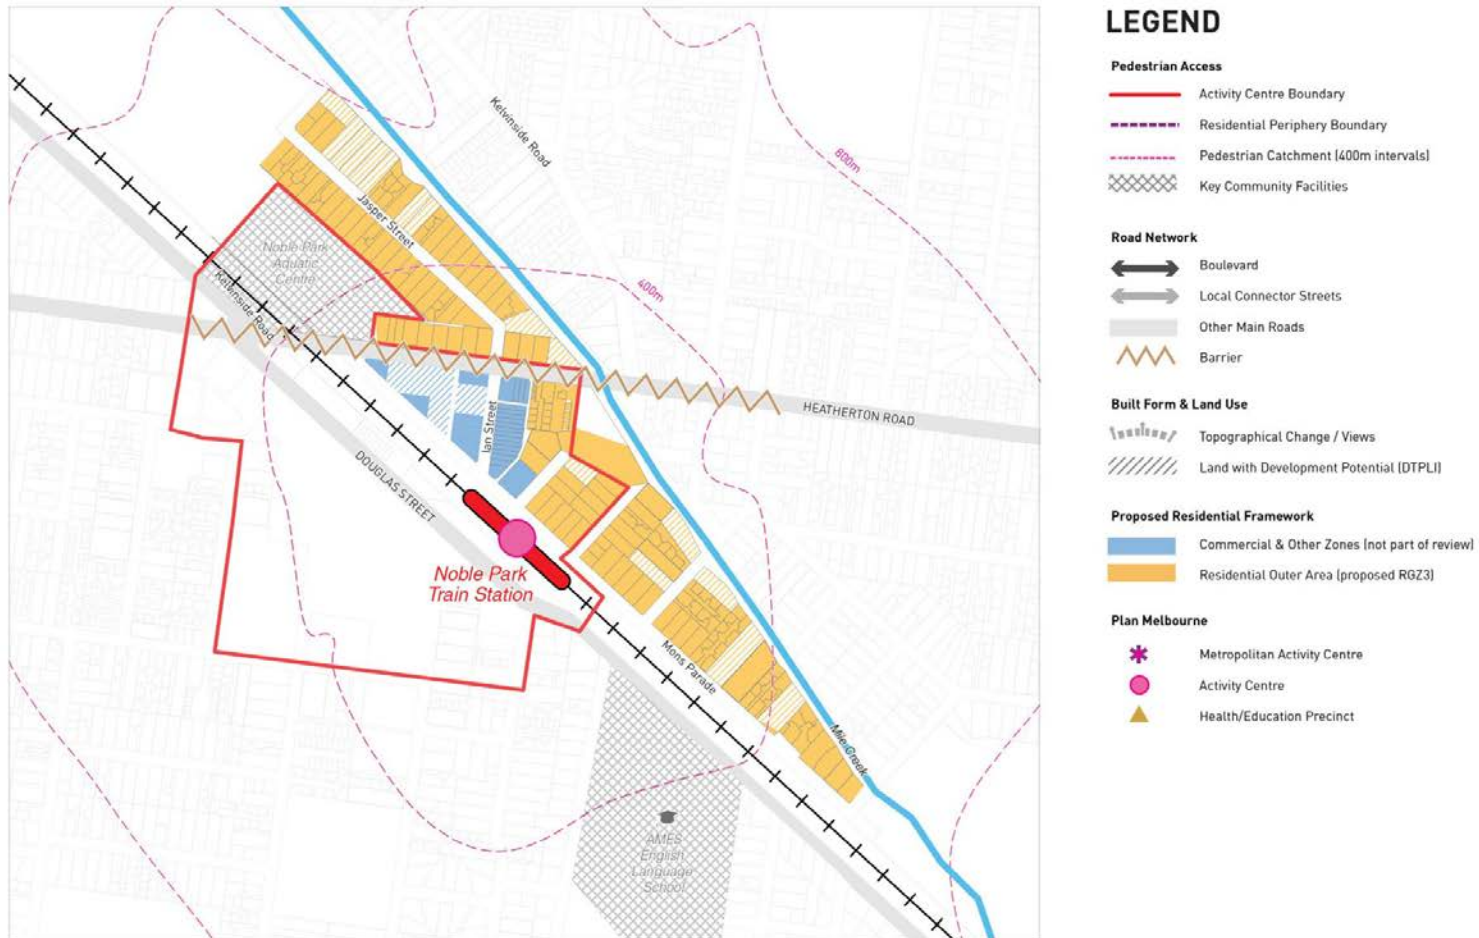 Kelvinside Road
800m
Jasper Street
Noble Park
Aquatic
Centre
Kelvinside Road
400m
HEATHERTON ROAD
Ian Street
DOUGLAS STREET
Noble Park
Train Station
Mons Parade
Mile Creek
AMES
English
Language
School
LEGEND
Pedestrian Access
Activity Centre Boundary
Residential Periphery Boundary
Pedestrian Catchment (400m intervals)
Key Community Facilities
Road Network
Boulevard
Local Connector Streets
Other Main Roads
Barrier
Built Form & Land Use
Topographical Change / Views
Land with Development Potential (DTPLI)
Proposed Residential Framework
Commercial & Other Zones (not part of review)
Residential Outer Area (proposed RGZ3)
Plan Melbourne
Metropolitan Activity Centre
Activity Centre
Health/Education Precinct